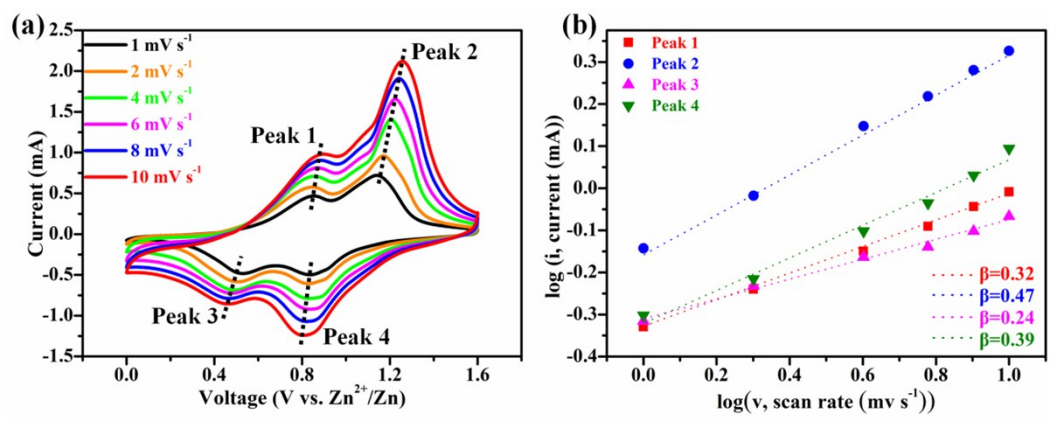 (a)
2.5
2.0
1.5
1.0
0.5
0.0
-0.5
-1.0
-1.5
Current (mA)
1 mV s-1
2 mV s-1
4 mV s-1
6 mV s-1
8 mV s-1
10 mV s-1
Peak 1
Peak 2
Peak 3
Peak 4
0.0 0.4 0.8 1.2 1.6
Voltage (V vs. Zn2+/Zn)
(b)
0.4
0.3
0.2
0.1
0.0
-0.1
-0.2
-0.3
-0.4
log (i, current (mA))
Peak 1
Peak 2
Peak 3
Peak 4
β=0.32
β=0.47
β=0.24
β=0.39
0.0 0.2 0.4 0.6 0.8 1.0
log(v, scan rate (mv s-1))